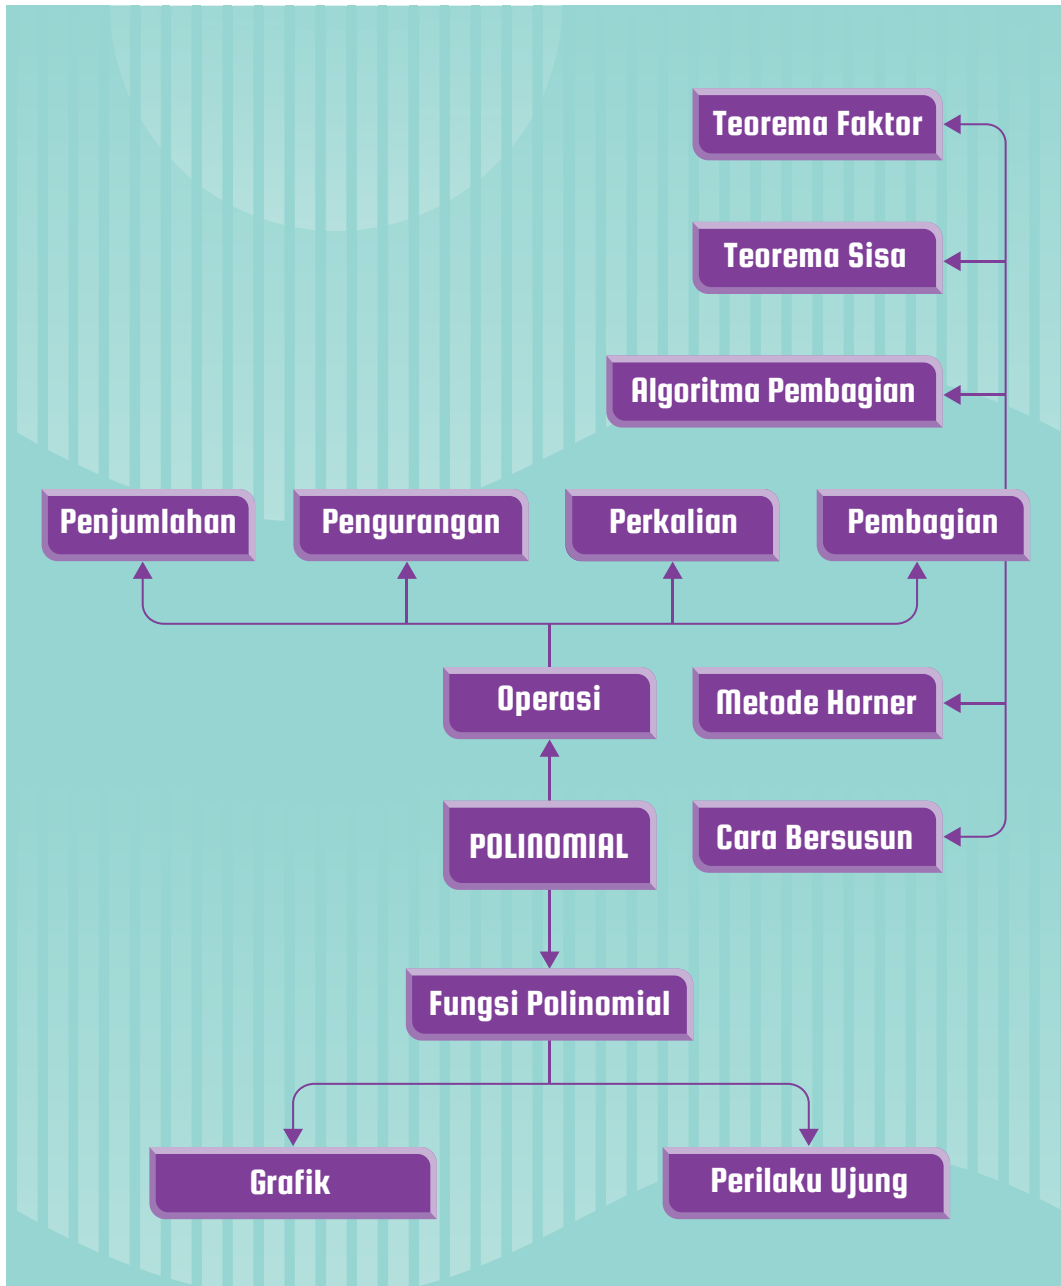 Teorema Faktor
Teorema Sisa
Algoritma Pembagian
Penjumlahan
Pengurangan
Perkalian
Pembagian
Operasi
Metode Horner
POLINOMIAL
Cara Bersusun
Fungsi Polinomial
Grafik
Perilaku Ujung